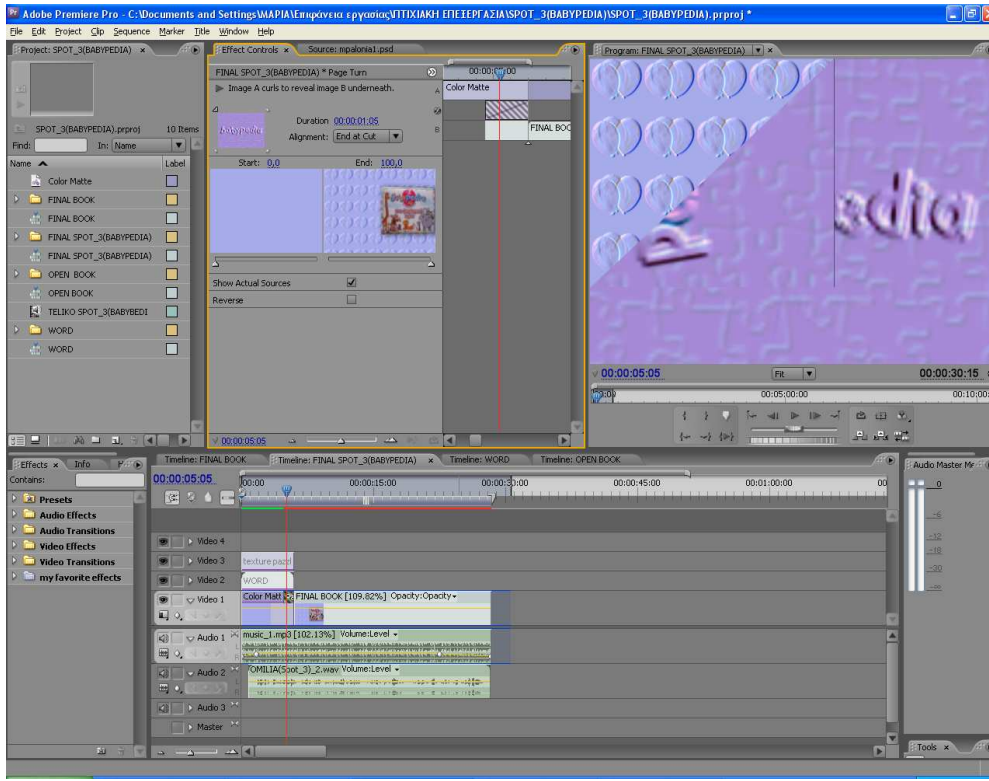 Adobe Premiere Pro - C:\Documents and Settings\ΜΑΡΙΑ\Επιφάνεια εργασίας\ΠΤΙΧΙΑΚΗ ΕΠΕΞΕΡΓΑΣΙΑ\SPOT_3(BABYPEDIA)\SPOT_3(BABYPEDIA).prproj *
File Edit Project Clip Sequence Marker Title Window Help
Project: SPOT_3(BABYPEDIA) x
SPOT_3(BABYPEDIA).prproj 10 Items
Find: In: Name
Name Label
Color Matte
FINAL BOOK
FINAL BOOK
FINAL SPOT_3(BABYPEDIA)
FINAL SPOT_3(BABYPEDIA)
OPEN BOOK
OPEN BOOK
TELIKO SPOT_3(BABYBEDI
WORD
WORD
Effect Controls x Source: mpalonia1.psd
FINAL SPOT_3(BABYPEDIA) * Page Turn
Image A curls to reveal image B underneath.
babypedia
Duration 00:00:01:05
Alignment: End at Cut
Start: 0,0 End: 100,0
Show Actual Sources
Reverse
00:00:05:05
A Color Matte
B FINAL BOO
Program: FINAL SPOT_3(BABYPEDIA) x
pedia
00:00:05:05 Fit 00:00:30:15
00:05:00:00 00:10:00:
Effects x Info
Contains:
Presets
Audio Effects
Audio Transitions
Video Effects
Video Transitions
my favorite effects
Timeline: FINAL BOOK Timeline: FINAL SPOT_3(BABYPEDIA) x Timeline: WORD Timeline: OPEN BOOK
00:00:05:05 00:00 00:00:15:00 00:00:30:00 00:00:45:00 00:01:00:00 00
Video 4
Video 3 texture pazzl
Video 2 WORD
Video 1 Color Matt FINAL BOOK [109.82%] Opacity:Opacity
Audio 1 music_1.mp3 [102.13%] Volume:Level
Audio 2 OMILIA(Spot_3)_2.wav Volume:Level
Audio 3
Master
Audio Master Me
0
-6
-12
-18
-30
-∞
Tools x